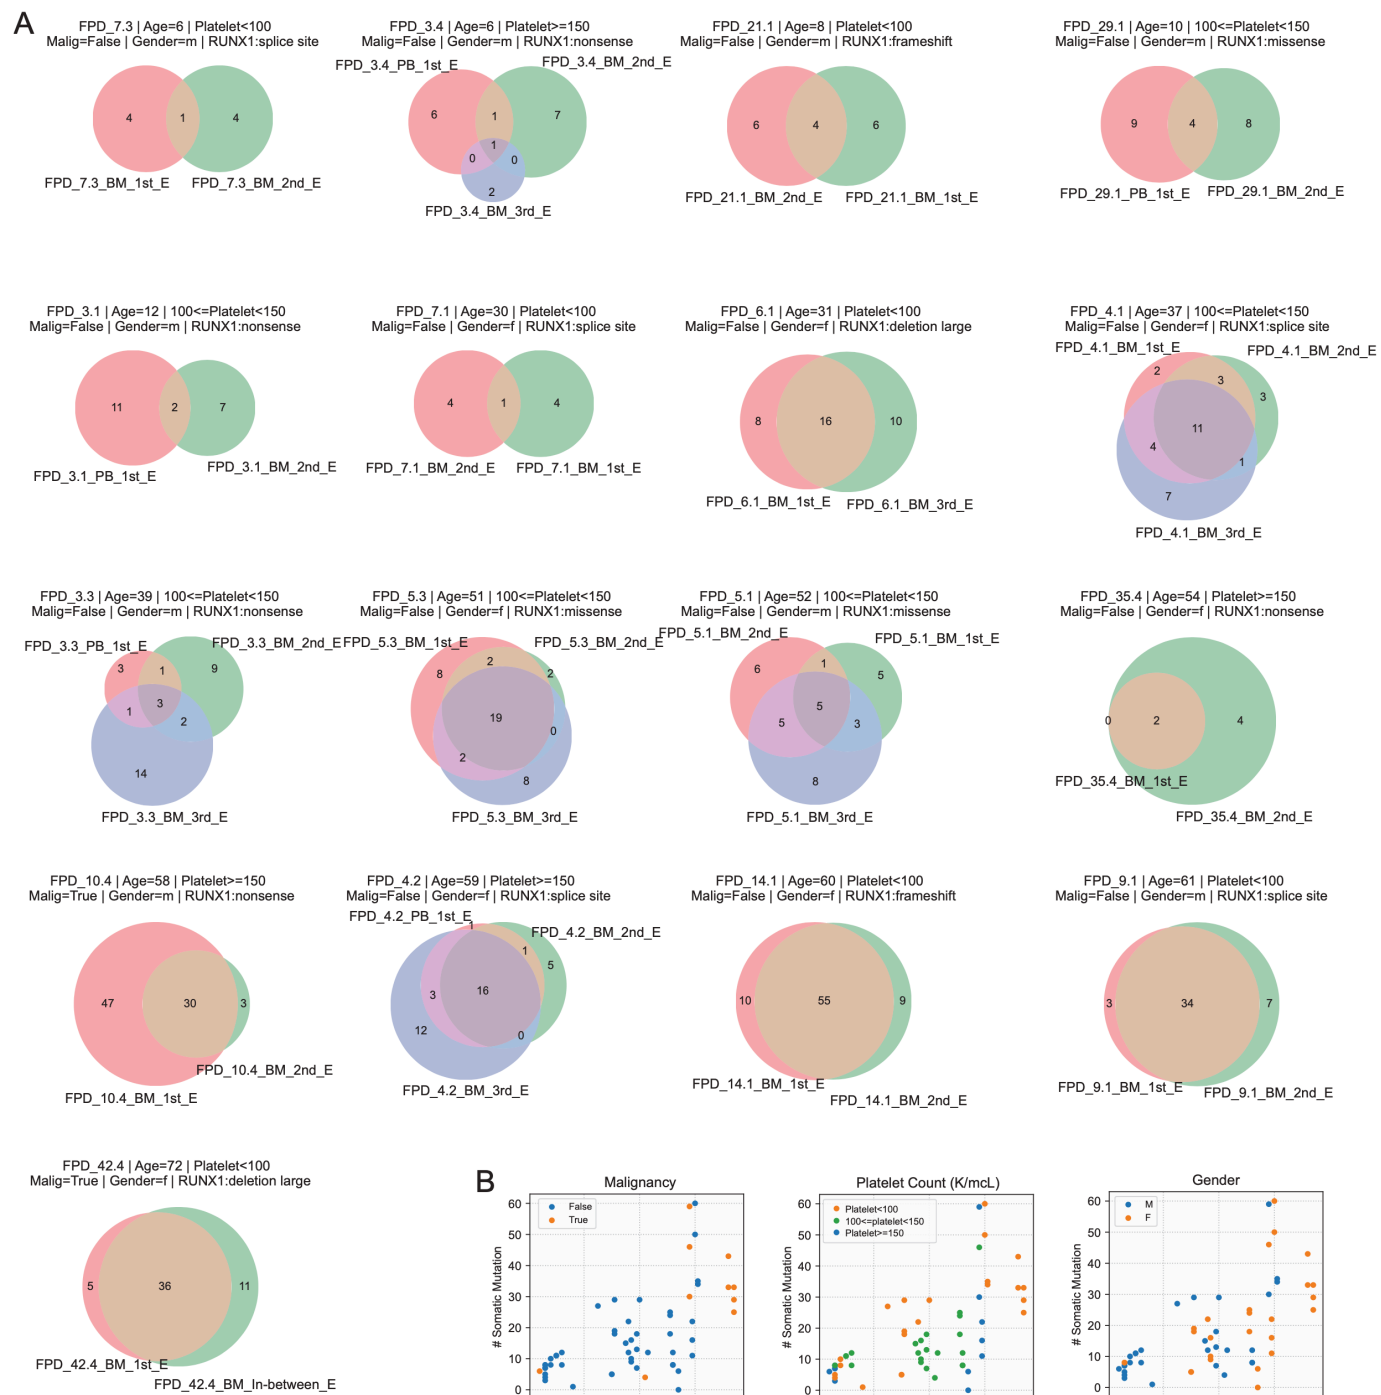 A
FPD_7.3 | Age=6 | Platelet<100
Malig=False | Gender=m | RUNX1:splice site
4
1
4
FPD_7.3_BM_1st_E
FPD_7.3_BM_2nd_E
FPD_3.4 | Age=6 | Platelet>=150
Malig=False | Gender=m | RUNX1:nonsense
FPD_3.4_PB_1st_E
FPD_3.4_BM_2nd_E
6
1
7
1
0
0
2
FPD_3.4_BM_3rd_E
FPD_21.1 | Age=8 | Platelet<100
Malig=False | Gender=m | RUNX1:frameshift
6
4
6
FPD_21.1_BM_2nd_E
FPD_21.1_BM_1st_E
FPD_29.1 | Age=10 | 100<=Platelet<150
Malig=False | Gender=m | RUNX1:missense
9
4
8
FPD_29.1_PB_1st_E
FPD_29.1_BM_2nd_E
FPD_3.1 | Age=12 | 100<=Platelet<150
Malig=False | Gender=m | RUNX1:nonsense
11
2
7
FPD_3.1_BM_2nd_E
FPD_3.1_PB_1st_E
FPD_7.1 | Age=30 | Platelet<100
Malig=False | Gender=f | RUNX1:splice site
4
1
4
FPD_7.1_BM_2nd_E
FPD_7.1_BM_1st_E
FPD_6.1 | Age=31 | Platelet<100
Malig=False | Gender=f | RUNX1:deletion large
8
16
10
FPD_6.1_BM_1st_E
FPD_6.1_BM_3rd_E
FPD_4.1 | Age=37 | 100<=Platelet<150
Malig=False | Gender=f | RUNX1:splice site
FPD_4.1_BM_1st_E
FPD_4.1_BM_2nd_E
2
3
3
11
4
1
7
FPD_4.1_BM_3rd_E
FPD_3.3 | Age=39 | 100<=Platelet<150
Malig=False | Gender=m | RUNX1:nonsense
FPD_3.3_PB_1st_E
FPD_3.3_BM_2nd_E
3
1
9
3
1
2
14
FPD_3.3_BM_3rd_E
FPD_5.3 | Age=51 | 100<=Platelet<150
Malig=False | Gender=f | RUNX1:missense
FPD_5.3_BM_1st_E
FPD_5.3_BM_2nd_E
8
2
2
19
0
2
8
FPD_5.3_BM_3rd_E
FPD_5.1 | Age=52 | 100<=Platelet<150
Malig=False | Gender=m | RUNX1:missense
FPD_5.1_BM_2nd_E
FPD_5.1_BM_1st_E
6
1
5
5
5
3
8
FPD_5.1_BM_3rd_E
FPD_35.4 | Age=54 | Platelet>=150
Malig=False | Gender=f | RUNX1:nonsense
0
2
4
FPD_35.4_BM_1st_E
FPD_35.4_BM_2nd_E
FPD_10.4 | Age=58 | Platelet>=150
Malig=True | Gender=m | RUNX1:nonsense
47
30
3
FPD_10.4_BM_2nd_E
FPD_10.4_BM_1st_E
FPD_4.2 | Age=59 | Platelet>=150
Malig=False | Gender=f | RUNX1:splice site
FPD_4.2_PB_1st_E
1
FPD_4.2_BM_2nd_E
1
5
3
16
12
0
FPD_4.2_BM_3rd_E
FPD_14.1 | Age=60 | Platelet<100
Malig=False | Gender=f | RUNX1:frameshift
10
55
9
FPD_14.1_BM_1st_E
FPD_14.1_BM_2nd_E
FPD_9.1 | Age=61 | Platelet<100
Malig=False | Gender=m | RUNX1:splice site
3
34
7
FPD_9.1_BM_1st_E
FPD_9.1_BM_2nd_E
FPD_42.4 | Age=72 | Platelet<100
Malig=True | Gender=f | RUNX1:deletion large
5
36
11
FPD_42.4_BM_1st_E
FPD_42.4_BM_In-between_E
B
Malignancy
False
True
# Somatic Mutation
60
50
40
30
20
10
0
Platelet Count (K/mcL)
Platelet<100
100<=platelet<150
Platelet>=150
# Somatic Mutation
60
50
40
30
20
10
0
Gender
M
F
# Somatic Mutation
60
50
40
30
20
10
0